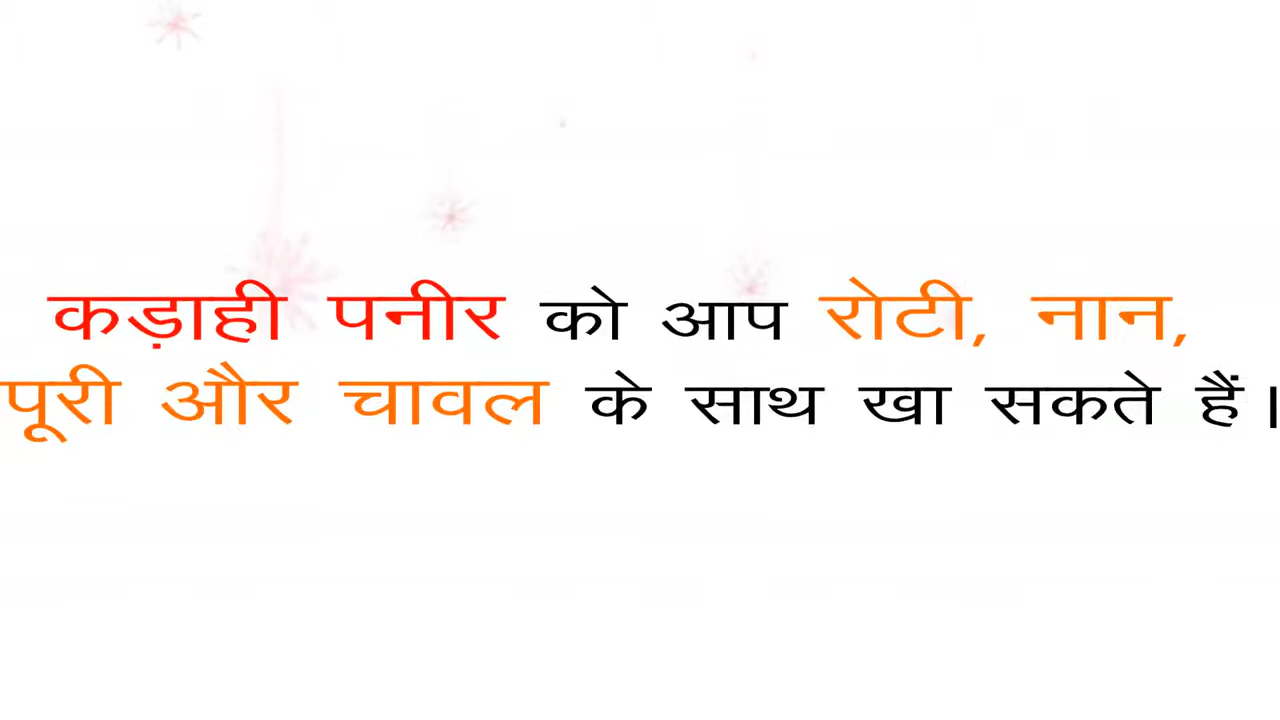 कड़ाही पनीर को आप रोटी, नान,
पूरी और चावल के साथ खा सकते हैं।